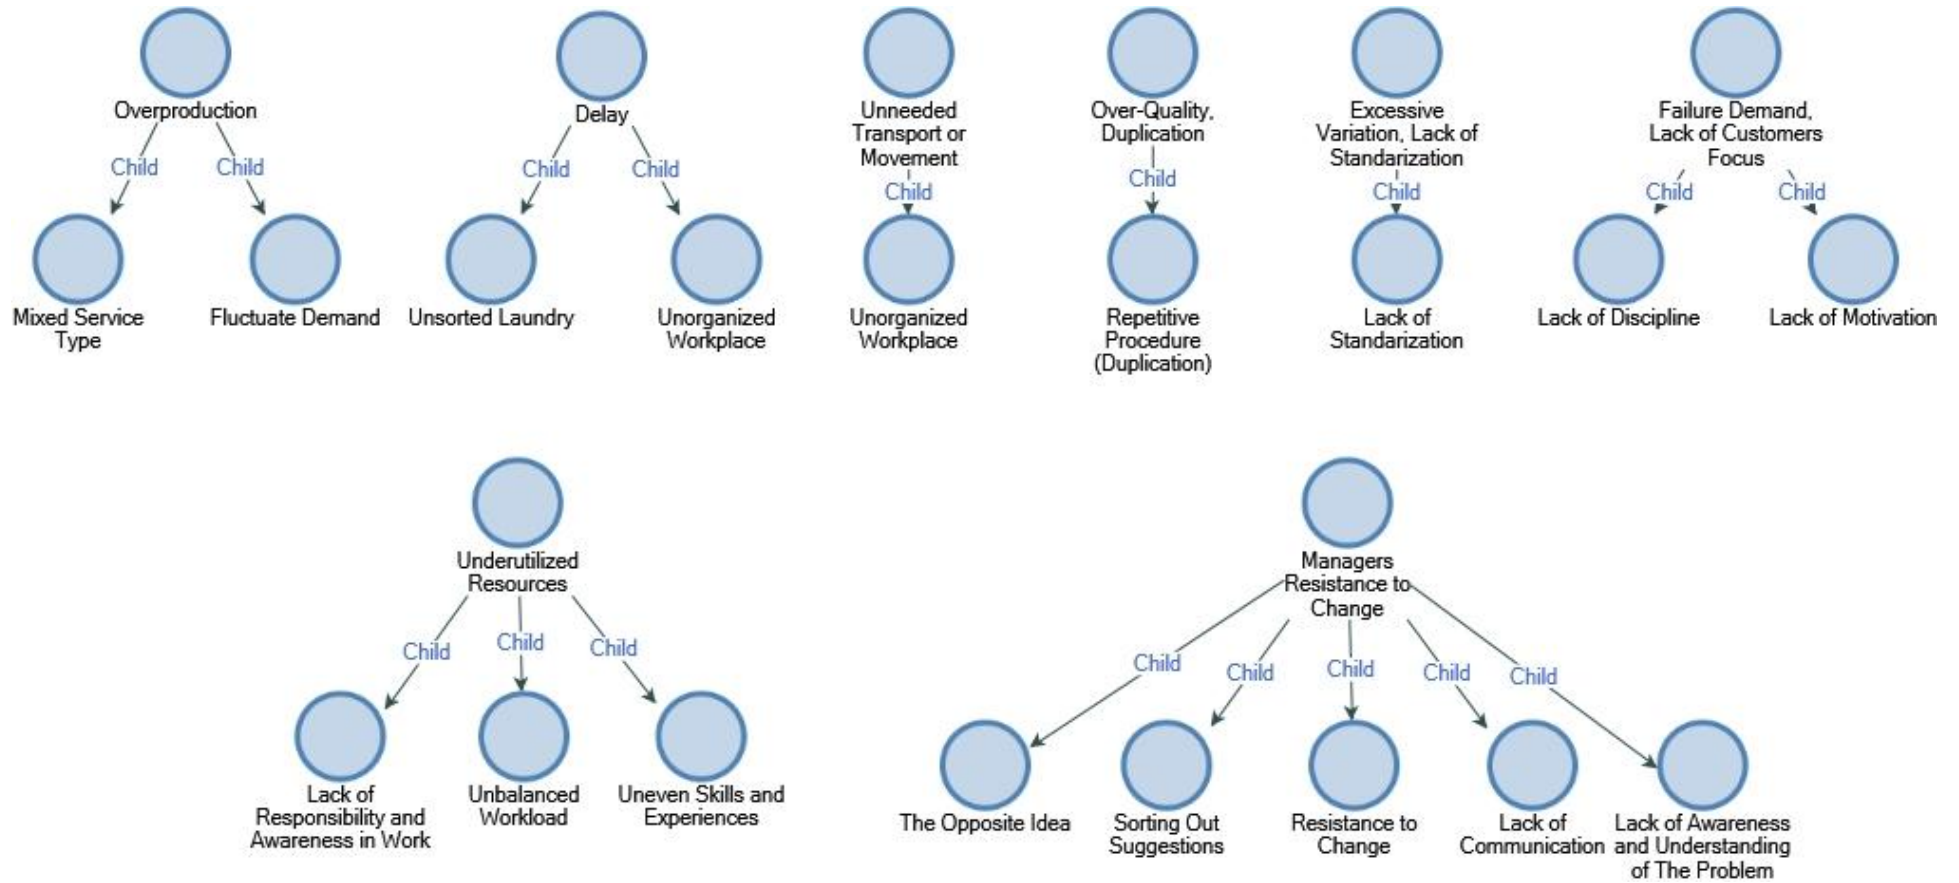 Overproduction
Child
Child
Mixed Service
Type
Fluctuate Demand
Delay
Child
Child
Unsorted Laundry
Unorganized
Workplace
Unneeded
Transport or
Movement
Child
Unorganized
Workplace
Over-Quality,
Duplication
Child
Repetitive
Procedure
(Duplication)
Excessive
Variation, Lack of
Standarization
Child
Lack of
Standarization
Failure Demand,
Lack of Customers
Focus
Child
Child
Lack of Discipline
Lack of Motivation
Underutilized
Resources
Child
Child
Child
Lack of
Responsibility and
Awareness in Work
Unbalanced
Workload
Uneven Skills and
Experiences
Managers
Resistance to
Change
Child
Child
Child
Child
Child
The Opposite Idea
Sorting Out
Suggestions
Resistance to
Change
Lack of
Communication
Lack of Awareness
and Understanding
of The Problem